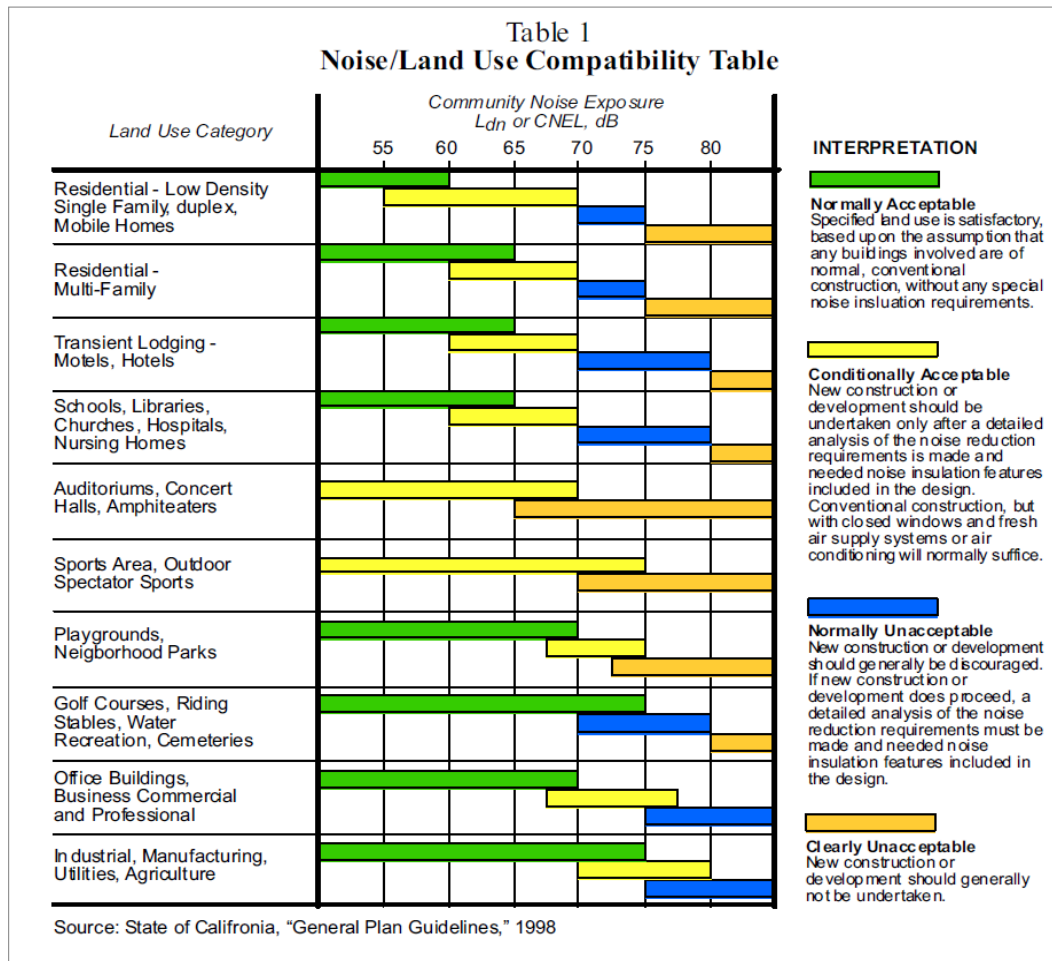 Table 1
Noise/Land Use Compatibility Table
Land Use Category
Community Noise Exposure
Ldn or CNEL, dB
55 60 65 70 75 80
Residential - Low Density
Single Family, duplex,
Mobile Homes
Residential -
Multi-Family
Transient Lodging -
Motels, Hotels
Schools, Libraries,
Churches, Hospitals,
Nursing Homes
Auditoriums, Concert
Halls, Amphiteaters
Sports Area, Outdoor
Spectator Sports
Playgrounds,
Neigborhood Parks
Golf Courses, Riding
Stables, Water
Recreation, Cemeteries
Office Buildings,
Business Commercial
and Professional
Industrial, Manufacturing,
Utilities, Agriculture
INTERPRETATION
Normally Acceptable
Specified land use is satisfactory,
based upon the assumption that
any buildings involved are of
normal, conventional
construction, without any special
noise insluation requirements.
Conditionally Acceptable
New construction or
development should be
undertaken only after a detailed
analysis of the noise reduction
requirements is made and
needed noise insulation features
included in the design.
Conventional construction, but
with closed windows and fresh
air supply systems or air
conditioning will normally suffice.
Normally Unacceptable
New construction or development
should generally be discouraged.
If new construction or
development does proceed, a
detailed analysis of the noise
reduction requirements must be
made and needed noise
insulation features included in
the design.
Clearly Unacceptable
New construction or
development should generally
not be undertaken.
Source: State of Califronia, “General Plan Guidelines,” 1998